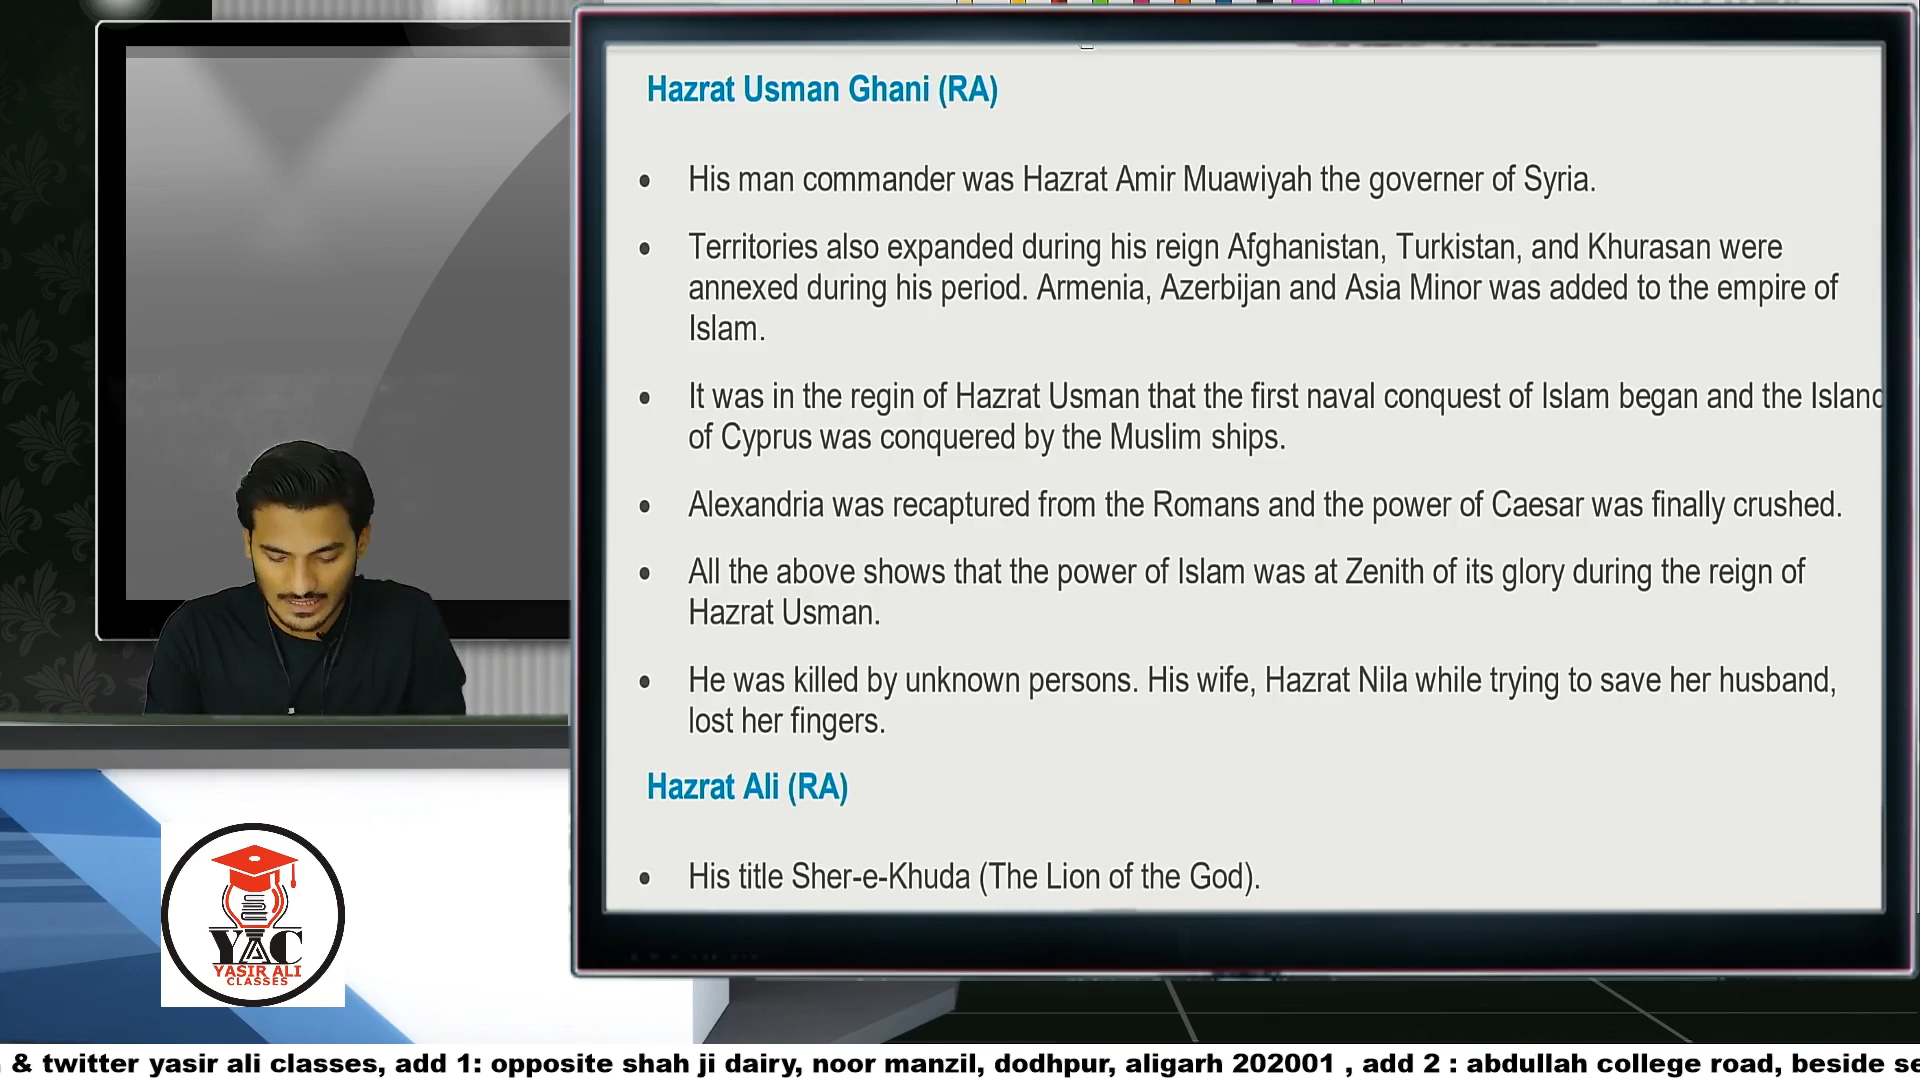 Hazrat Usman Ghani (RA)
• His man commander was Hazrat Amir Muawiyah the governer of Syria.
• Territories also expanded during his reign Afghanistan, Turkistan, and Khurasan were
annexed during his period. Armenia, Azerbijan and Asia Minor was added to the empire of
Islam.
• It was in the regin of Hazrat Usman that the first naval conquest of Islam began and the Island
of Cyprus was conquered by the Muslim ships.
• Alexandria was recaptured from the Romans and the power of Caesar was finally crushed.
• All the above shows that the power of Islam was at Zenith of its glory during the reign of
Hazrat Usman.
• He was killed by unknown persons. His wife, Hazrat Nila while trying to save her husband,
lost her fingers.
Hazrat Ali (RA)
• His title Sher-e-Khuda (The Lion of the God).
YAC
YASIR ALI
CLASSES
& twitter yasir ali classes, add 1: opposite shah ji dairy, noor manzil, dodhpur, aligarh 202001 , add 2 : abdullah college road, beside se